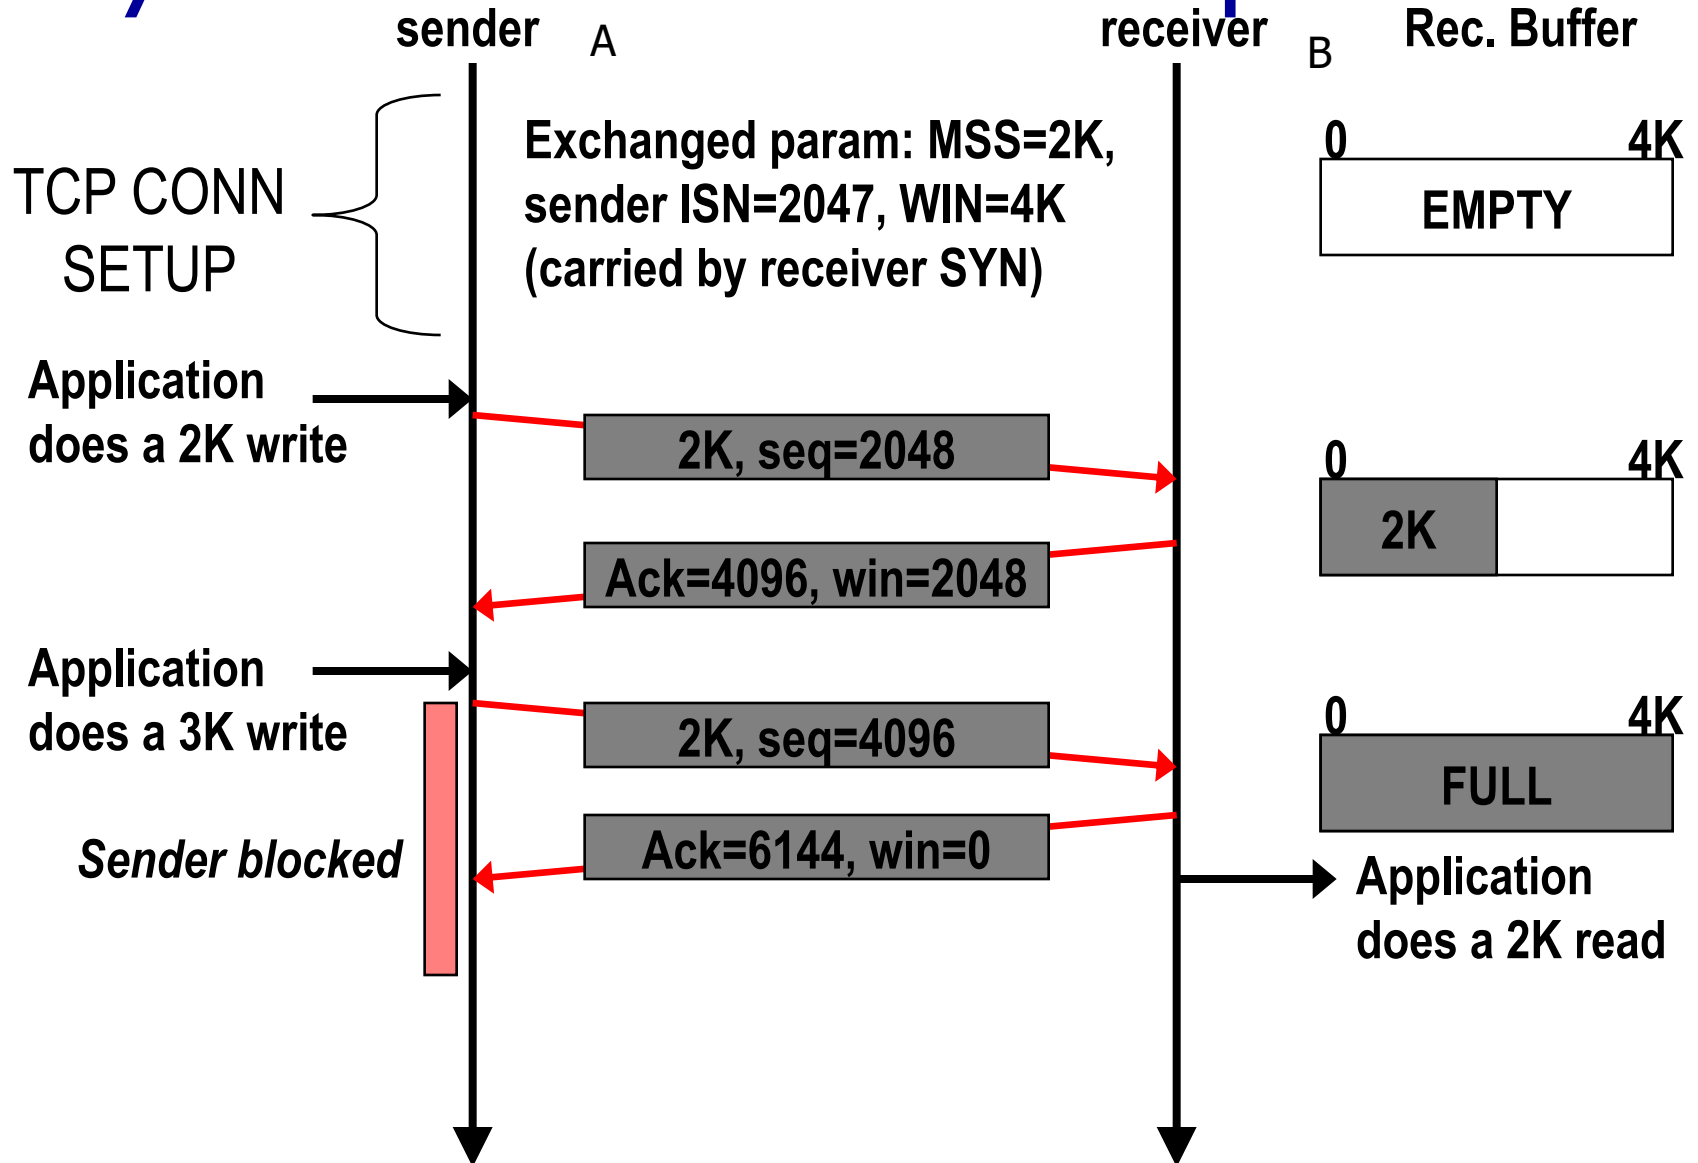 sender
A
receiver
B
Rec. Buffer
Exchanged param: MSS=2K,
sender ISN=2047, WIN=4K
(carried by receiver SYN)
TCP CONN
SETUP
0 4K
EMPTY
Application
does a 2K write
2K, seq=2048
0 4K
2K
Ack=4096, win=2048
Application
does a 3K write
2K, seq=4096
0 4K
FULL
Sender blocked
Ack=6144, win=0
Application
does a 2K read